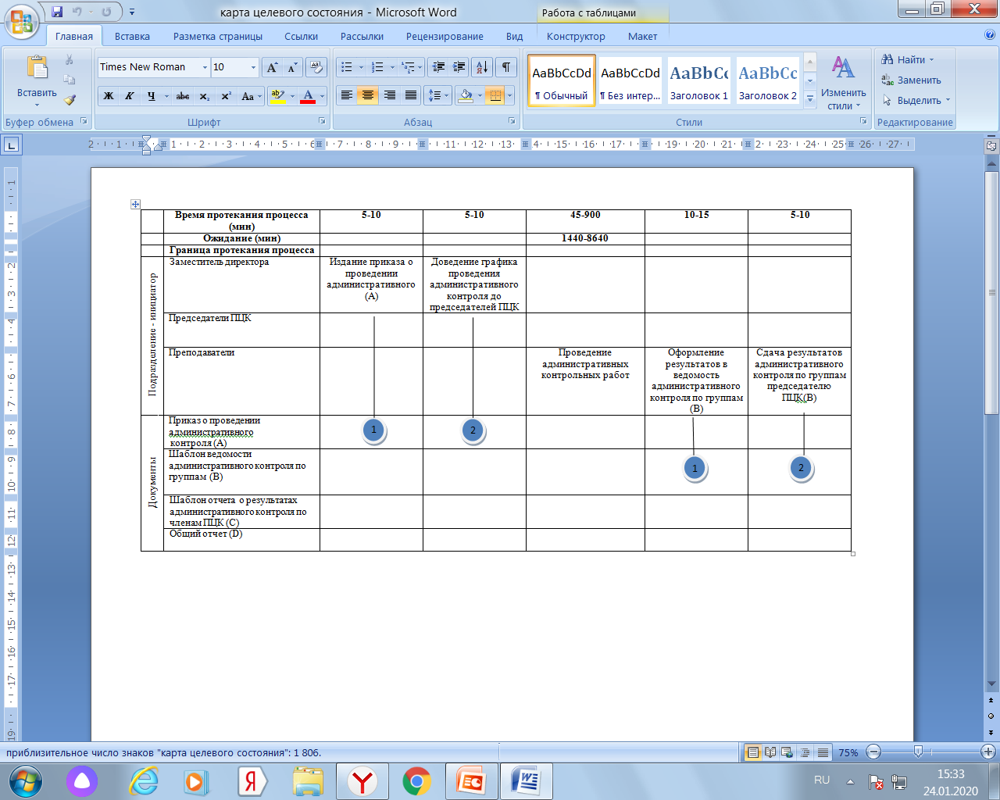 карта целевого состояния - Microsoft Word
Работа с таблицами
Главная Вставка Разметка страницы Ссылки Рассылки Рецензирование Вид Конструктор Макет
Вставить
Times New Roman 10
Ж К Ч abc x₂ x² Aa
AaBbCcDd AaBbCcDd AaBbCc AaBbCc
¶ Обычный ¶ Без интер... Заголовок 1 Заголовок 2
Изменить стили
Найти
Заменить
Выделить
Буфер обмена Шрифт Абзац Стили Редактирование
Время протекания процесса (мин) 5-10 5-10 45-900 10-15 5-10
Ожидание (мин) 1440-8640
Граница протекания процесса
Подразделение - инициатор
Заместитель директора
Издание приказа о
проведении
административного
(А)
Доведение графика
проведения
административного
контроля до
председателей ПЦК
Председатели ПЦК
Преподаватели
Проведение
административных
контрольных работ
Оформление
результатов в
ведомость
административного
контроля по группам
(В)
Сдача результатов
административного
контроля по группам
председателю
ПЦК(В)
Документы
Приказ о проведении
административного
контроля (А)
1 2
Шаблон ведомости
административного контроля по
группам (В)
1 2
Шаблон отчета о результатах
административного контроля по
членам ПЦК (С)
Общий отчет (D)
приблизительное число знаков "карта целевого состояния": 1 806.
75%
RU
15:33
24.01.2020